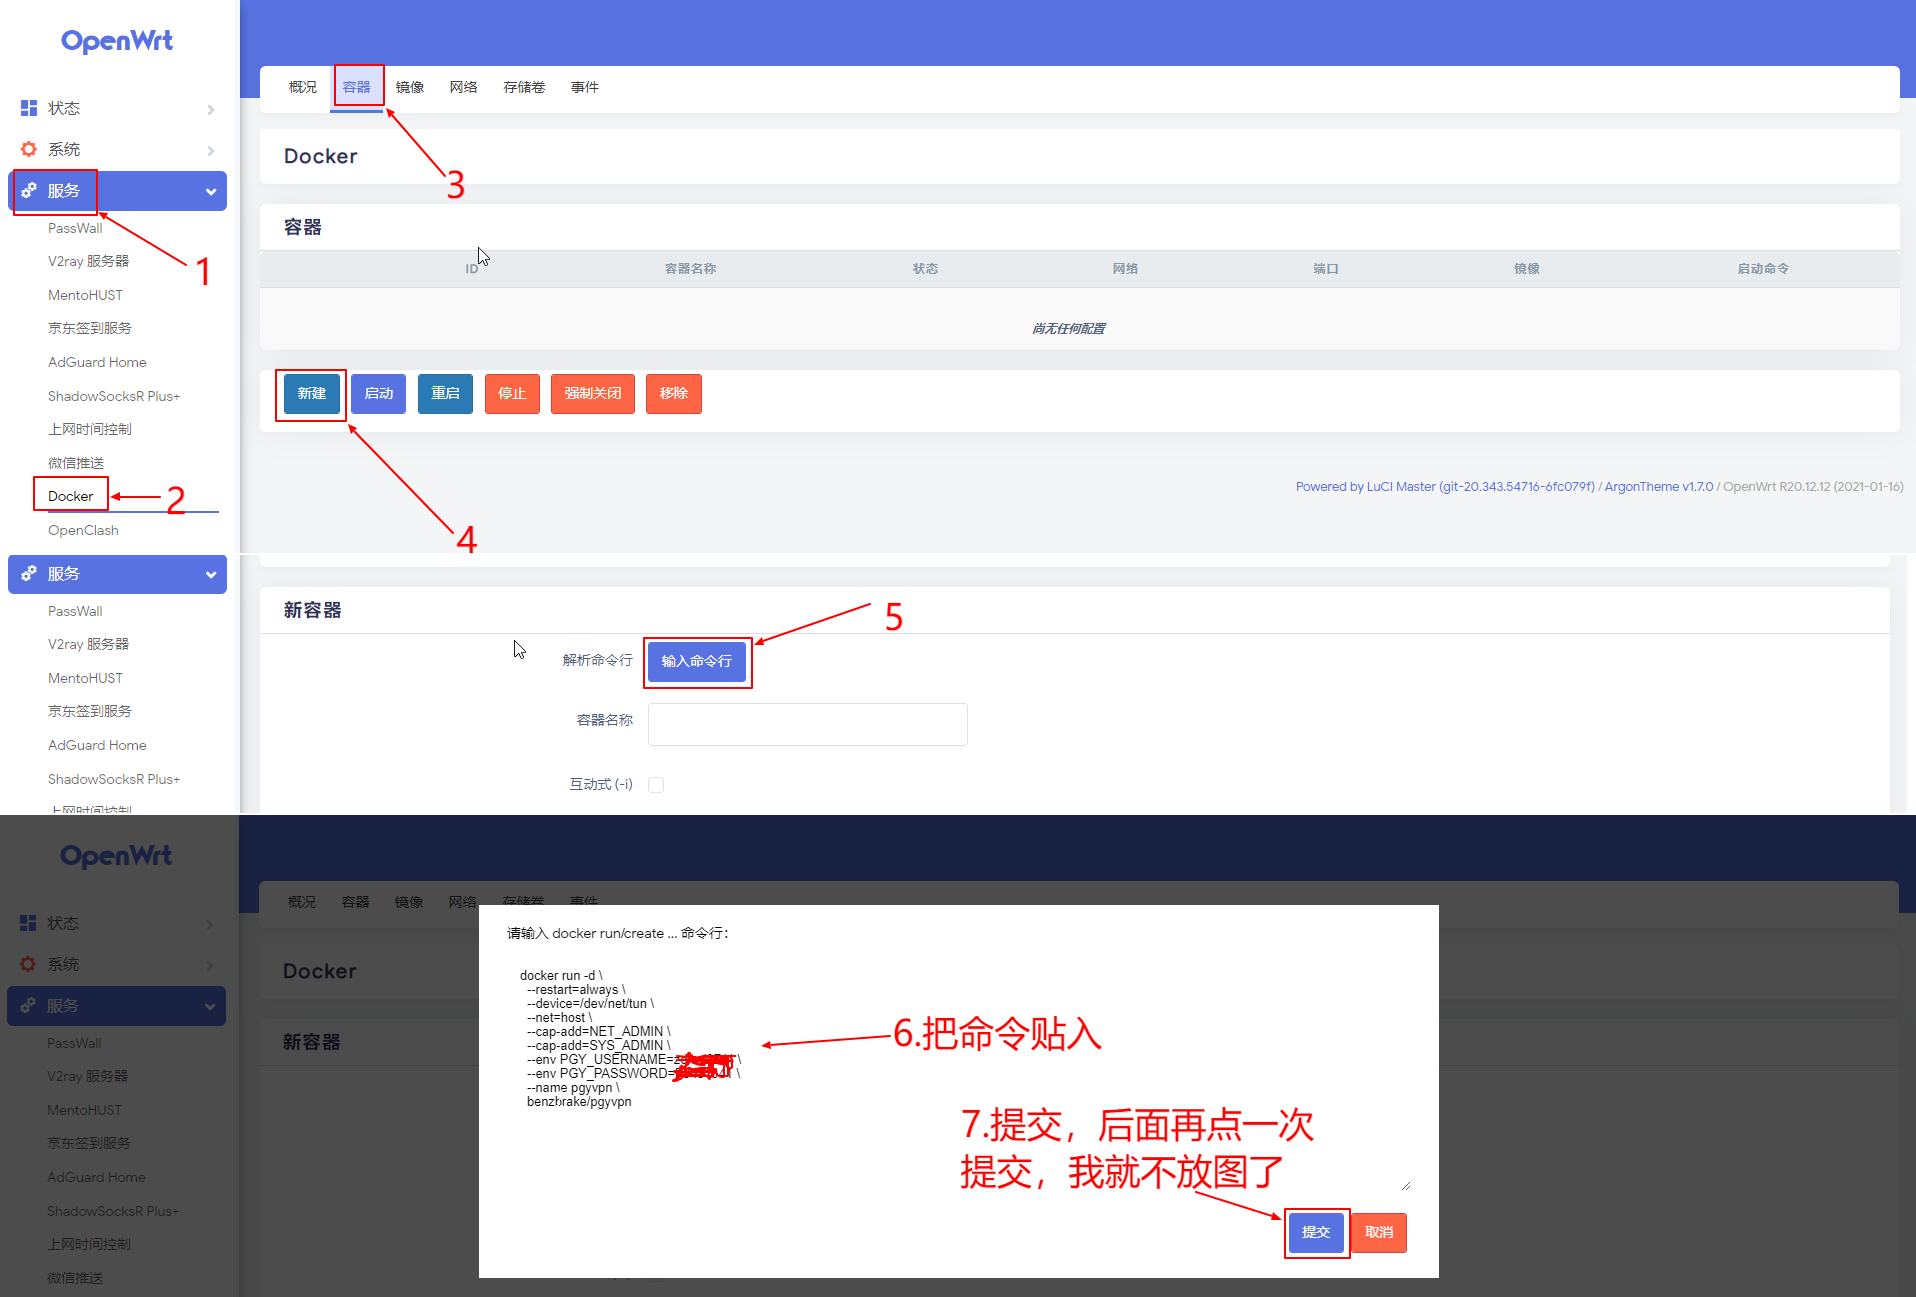 OpenWrt
状态
系统
服务
PassWall
V2ray 服务器
MentoHUST
京东签到服务
AdGuard Home
ShadowSocksR Plus+
上网时间控制
微信推送
Docker
OpenClash
1
2
概况 容器 镜像 网络 存储卷 事件
3
Docker
容器
ID 容器名称 状态 网络 端口 镜像 启动命令
尚无任何配置
新建 启动 重启 停止 强制关闭 移除
4
Powered by LuCI Master (git-20.343.54716-6fc079f) / ArgonTheme v1.7.0 / OpenWrt R20.12.12 (2021-01-16)
服务
PassWall
V2ray 服务器
MentoHUST
京东签到服务
AdGuard Home
ShadowSocksR Plus+
上网时间控制
新容器
解析命令行 输入命令行
5
容器名称
互动式 (-i)
OpenWrt
状态
系统
服务
PassWall
V2ray 服务器
MentoHUST
京东签到服务
AdGuard Home
ShadowSocksR Plus+
上网时间控制
微信推送
概况 容器 镜像 网络 存储卷 事件
Docker
新容器
请输入 docker run/create ... 命令行：
docker run -d \
--restart=always \
--device=/dev/net/tun \
--net=host \
--cap-add=NET_ADMIN \
--cap-add=SYS_ADMIN \
--env PGY_USERNAME= \
--env PGY_PASSWORD= \
--name pgyvpn \
benzbrake/pgyvpn
6.把命令贴入
7.提交，后面再点一次
提交，我就不放图了
提交 取消